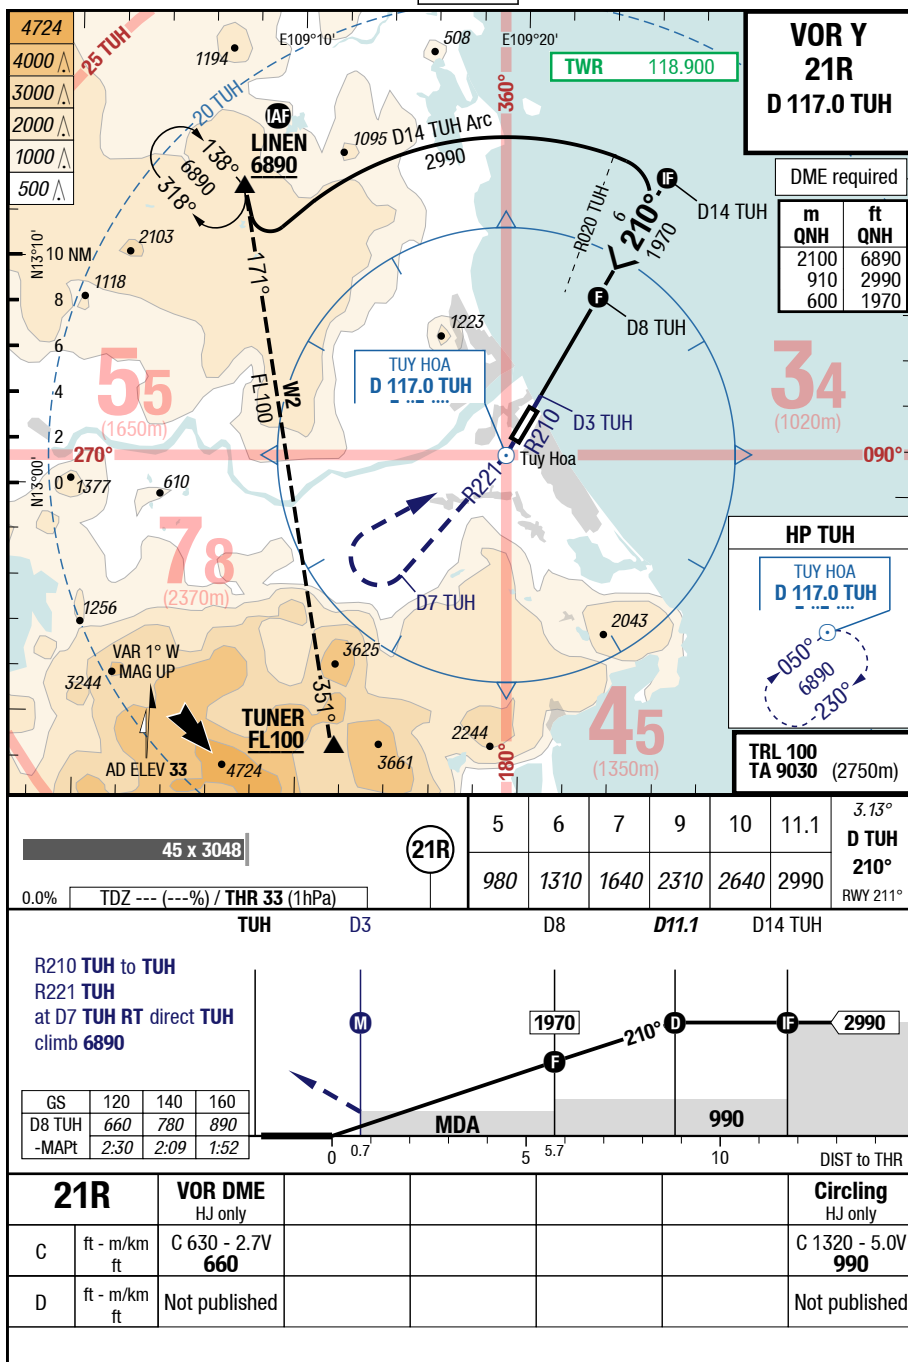 4724
4000
3000
2000
1000
500
25 TUH
20 TUH
1194
E109°10'
508
E109°20'
TWR 118.900
360°
VOR Y
21R
D 117.0 TUH
IAF
LINEN
6890
138°
6890
318°
1095
D14 TUH Arc
2990
IF
D14 TUH
R020 TUH
6
210°
1970
DME required
m QNH
ft QNH
2100 6890
910 2990
600 1970
N13°10'
10 NM
8
6
4
2
0
N13°00'
2103
1118
171°
FL100
W2
351°
1223
F
D8 TUH
TUY HOA
D 117.0 TUH
55
(1650m)
34
(1020m)
D3 TUH
R210
Tuy Hoa
270°
090°
R221
1377
610
78
(2370m)
D7 TUH
HP TUH
TUY HOA
D 117.0 TUH
050°
6890
230°
1256
VAR 1° W
MAG UP
3244
3625
2043
TUNER
FL100
AD ELEV 33
4724
3661
2244
45
(1350m)
180°
TRL 100
TA 9030 (2750m)
45 x 3048
21R
0.0%
TDZ --- (---%) / THR 33 (1hPa)
5 6 7 9 10 11.1
980 1310 1640 2310 2640 2990
3.13°
D TUH
210°
RWY 211°
TUH D3 D8 D11.1 D14 TUH
R210 TUH to TUH
R221 TUH
at D7 TUH RT direct TUH
climb 6890
M
1970
F
210°
D
IF
2990
MDA
990
GS 120 140 160
D8 TUH 660 780 890
-MAPt 2:30 2:09 1:52
0 0.7 5 5.7 10 DIST to THR
21R
VOR DME
HJ only
Circling
HJ only
C
ft - m/km
ft
C 630 - 2.7V
660
C 1320 - 5.0V
990
D
ft - m/km
ft
Not published
Not published